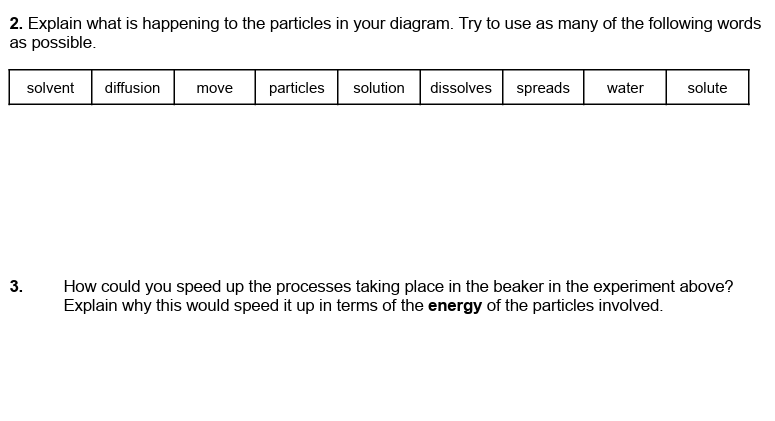 2. Explain what is happening to the particles in your diagram. Try to use as many of the following words
as possible.
solvent diffusion move particles solution dissolves spreads water solute
3. How could you speed up the processes taking place in the beaker in the experiment above?
Explain why this would speed it up in terms of the energy of the particles involved.